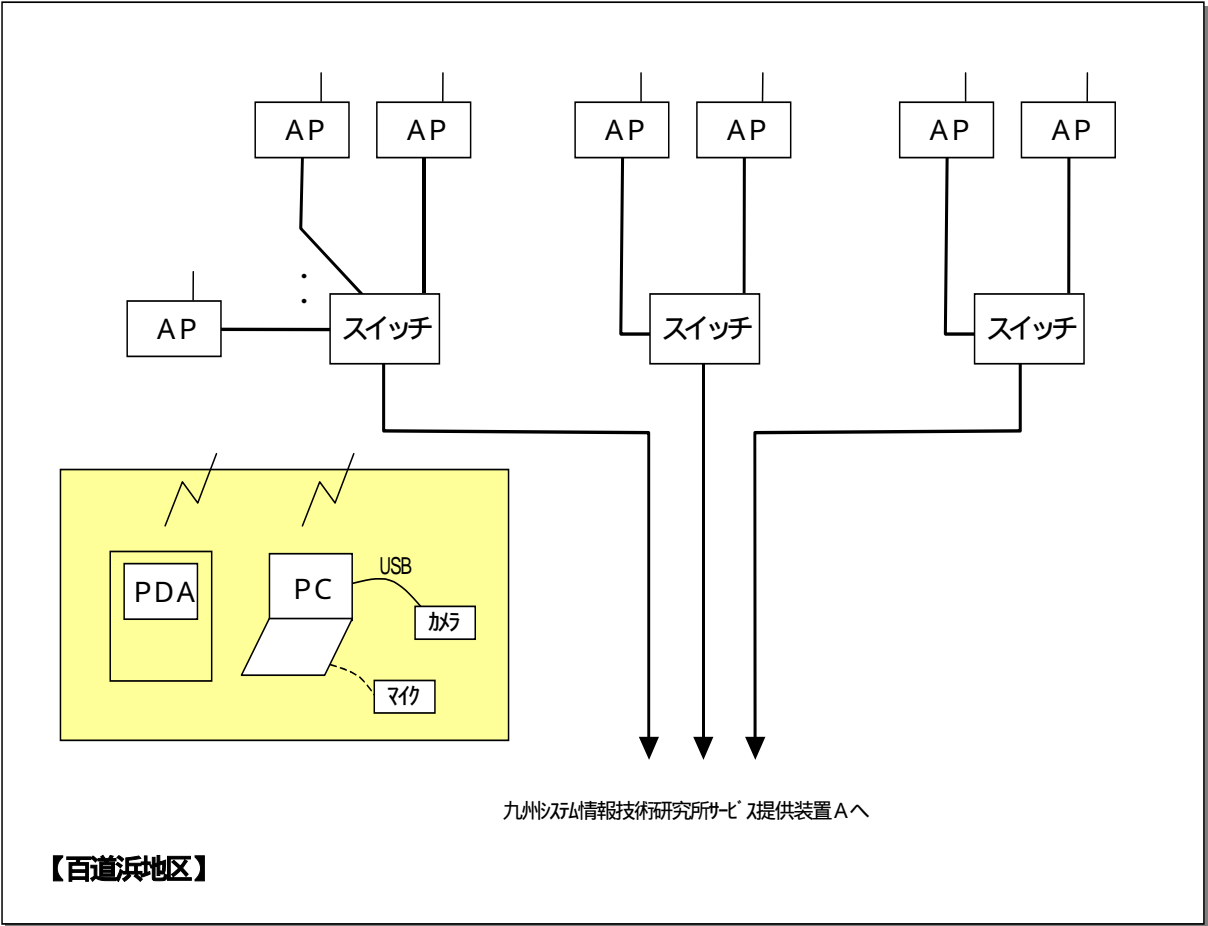 ＡＰ ＡＰ ＡＰ ＡＰ ＡＰ ＡＰ
：
ＡＰ スイッチ スイッチ スイッチ
USB
ＰＤＡ ＰＣ
ｶﾒﾗ
ﾏｲｸ
九州ｼｽﾃﾑ情報技術研究所ｻｰﾋﾞｽ提供装置Ａへ
【百道浜地区】